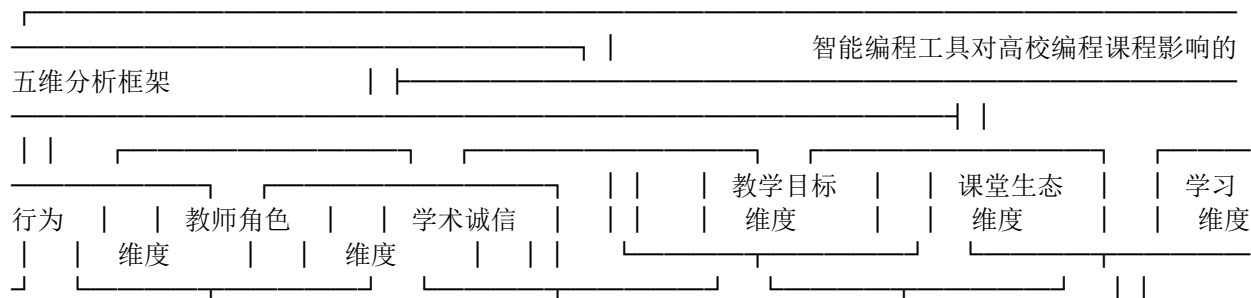 智能编程工具对高校编程课程影响的
五维分析框架
教学目标 课堂生态 学习
行为 教师角色 学术诚信 维度 维度 维度
维度 维度